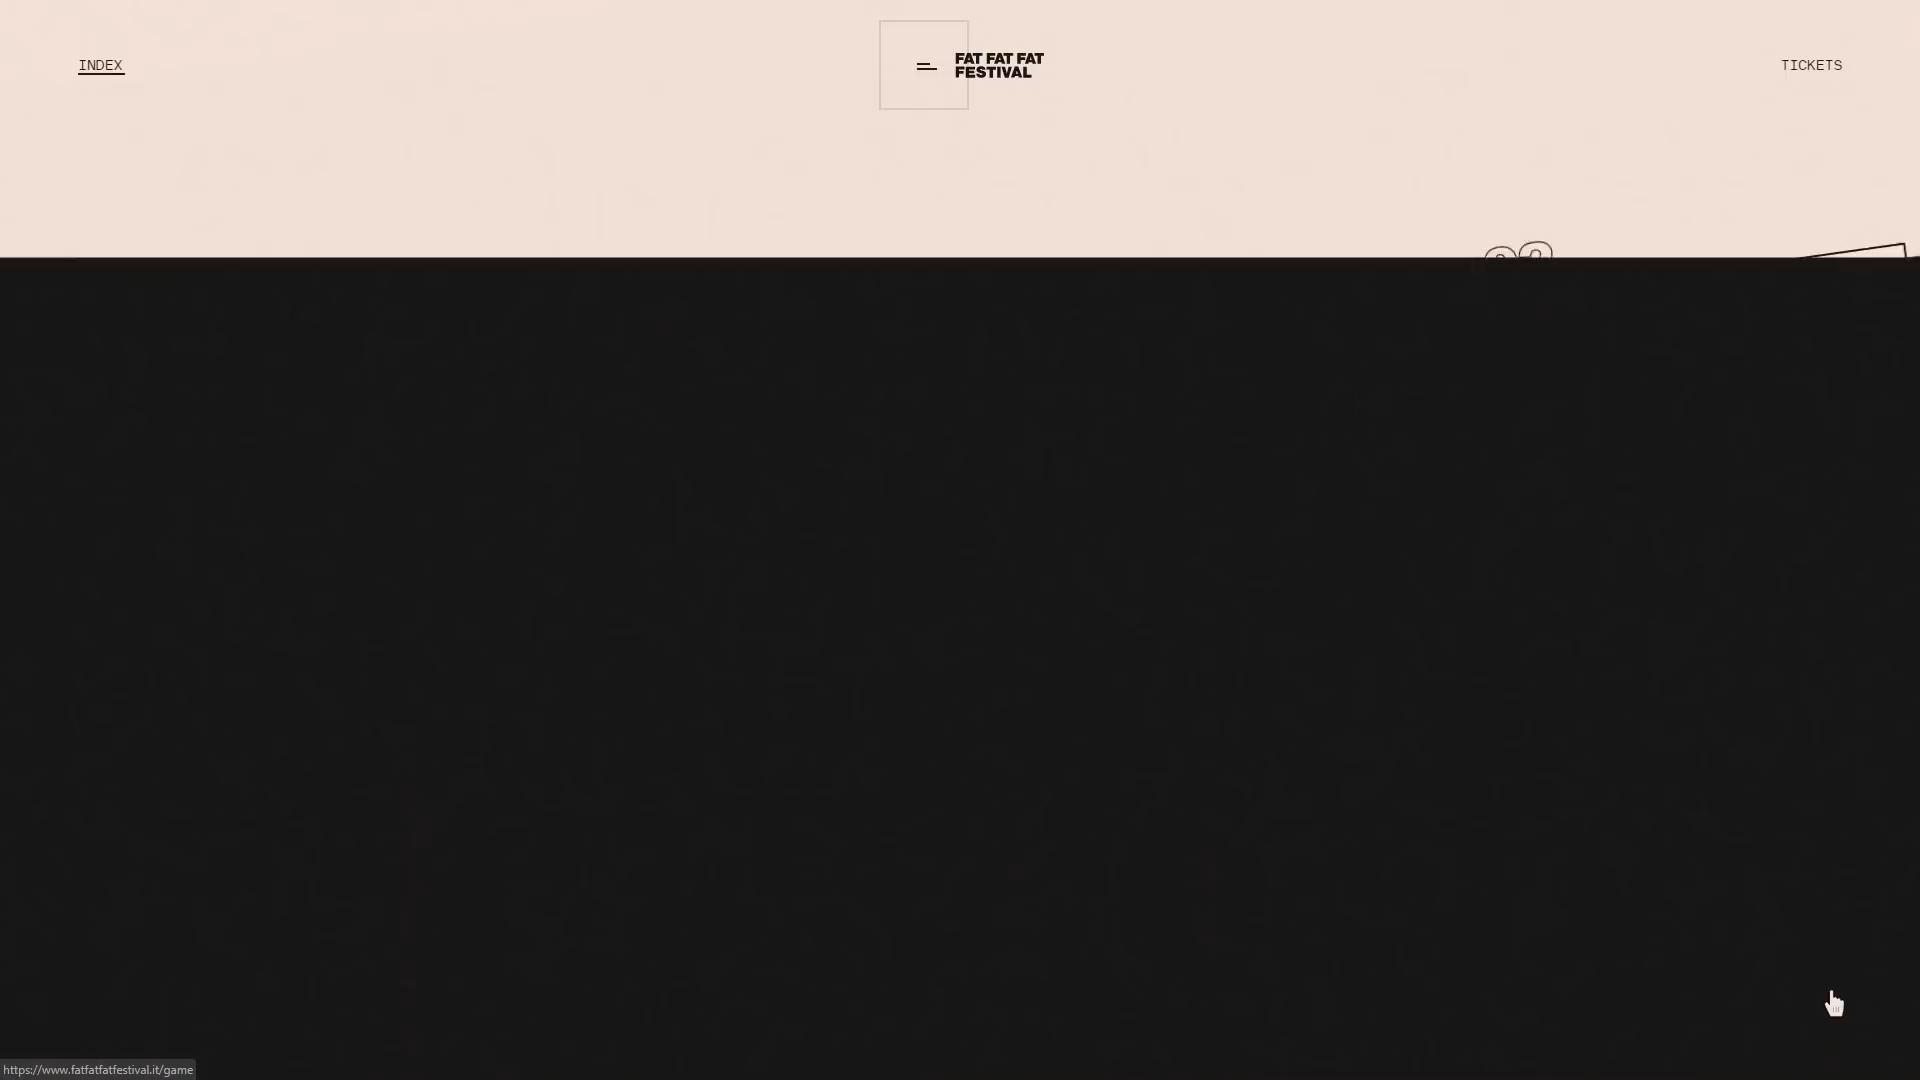 INDEX
FAT FAT FAT
FESTIVAL
TICKETS
https://www.fatfatfatfestival.it/game